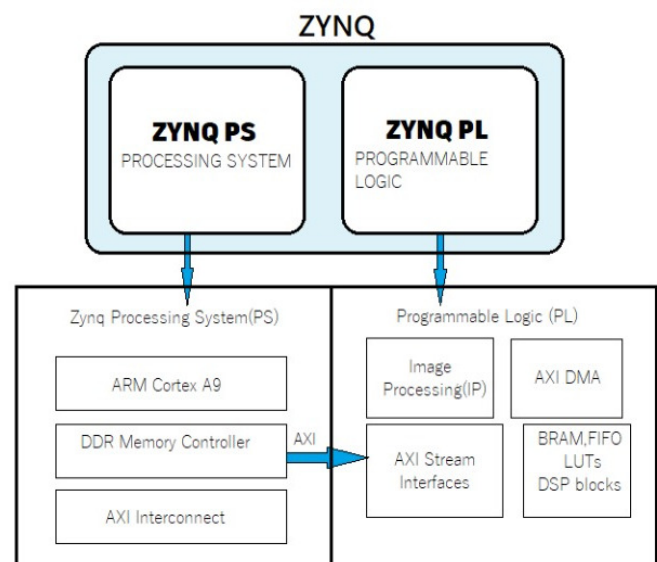 ZYNQ
ZYNQ PS
PROCESSING SYSTEM
ZYNQ PL
PROGRAMMABLE
LOGIC
Zynq Processing System(PS)
ARM Cortex A9
DDR Memory Controller
AXI Interconnect
AXI
Programmable Logic (PL)
Image
Processing(IP)
AXI DMA
AXI Stream
Interfaces
BRAM,FIFO
LUTs
DSP blocks